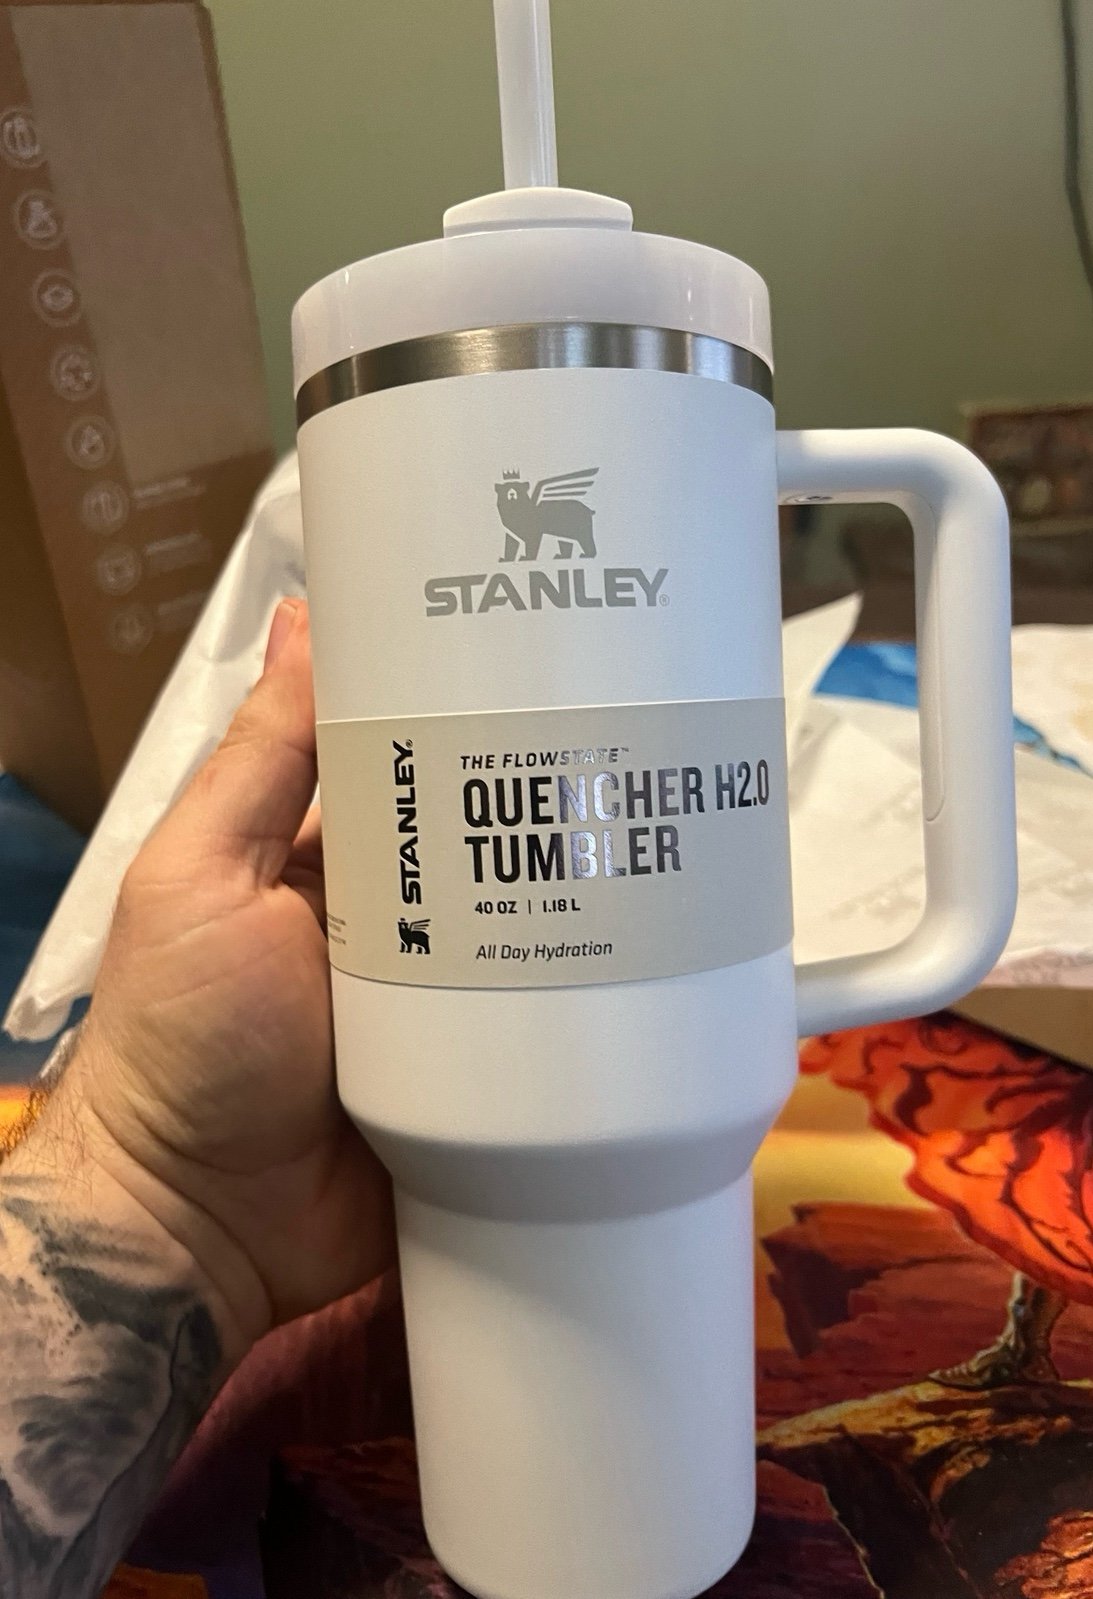 STANLEY®
STANLEY®
THE FLOWSTATE™
QUENCHER H2.0
TUMBLER
40 OZ | 1.18 L
All Day Hydration